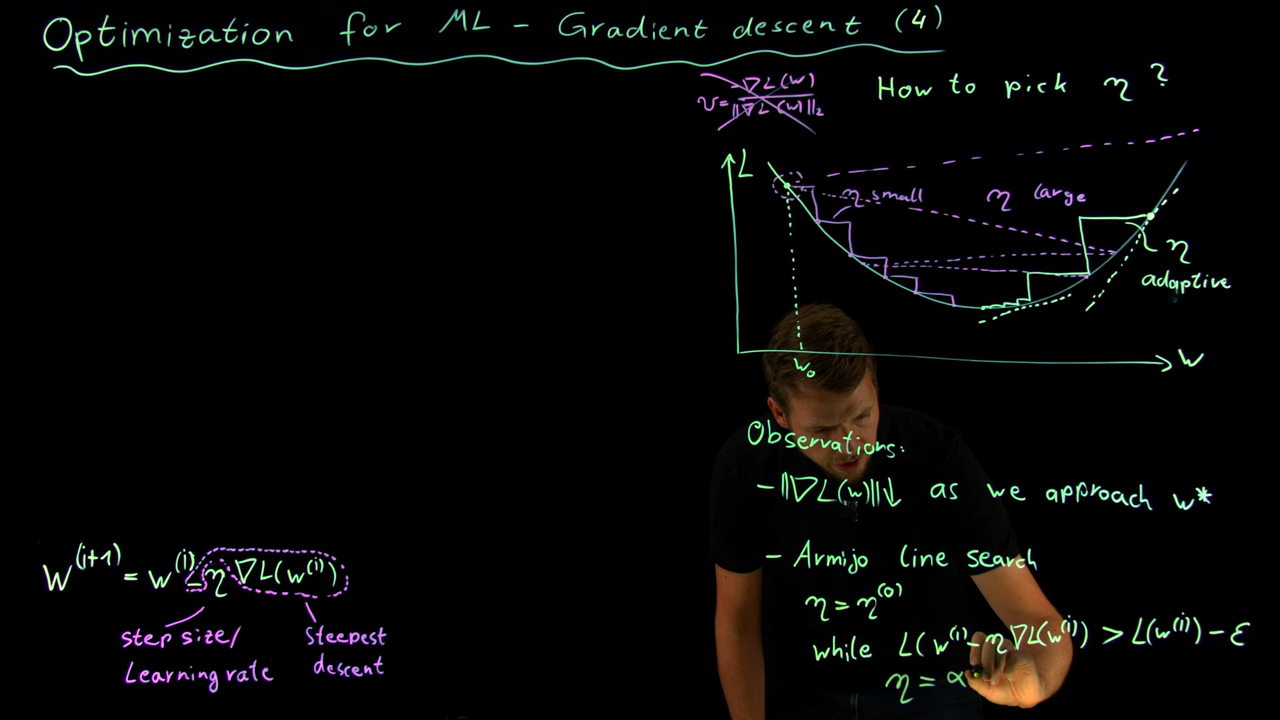 Optimization for ML - Gradient descent (4)
How to pick η ?
v = -∇L(w) / ||∇L(w)||₂
L
η small
η large
η
adaptive
w
w₀
Observations:
- ||∇L(w)||↓ as we approach w*
- Armijo line search
η = η⁽⁰⁾
while L(w⁽ⁱ⁾ - η∇L(w⁽ⁱ⁾) > L(w⁽ⁱ⁾) - ε
η = α
w⁽ⁱ⁺¹⁾ = w⁽ⁱ⁾ - η ∇L(w⁽ⁱ⁾)
step size/
Learning rate
Steepest
descent